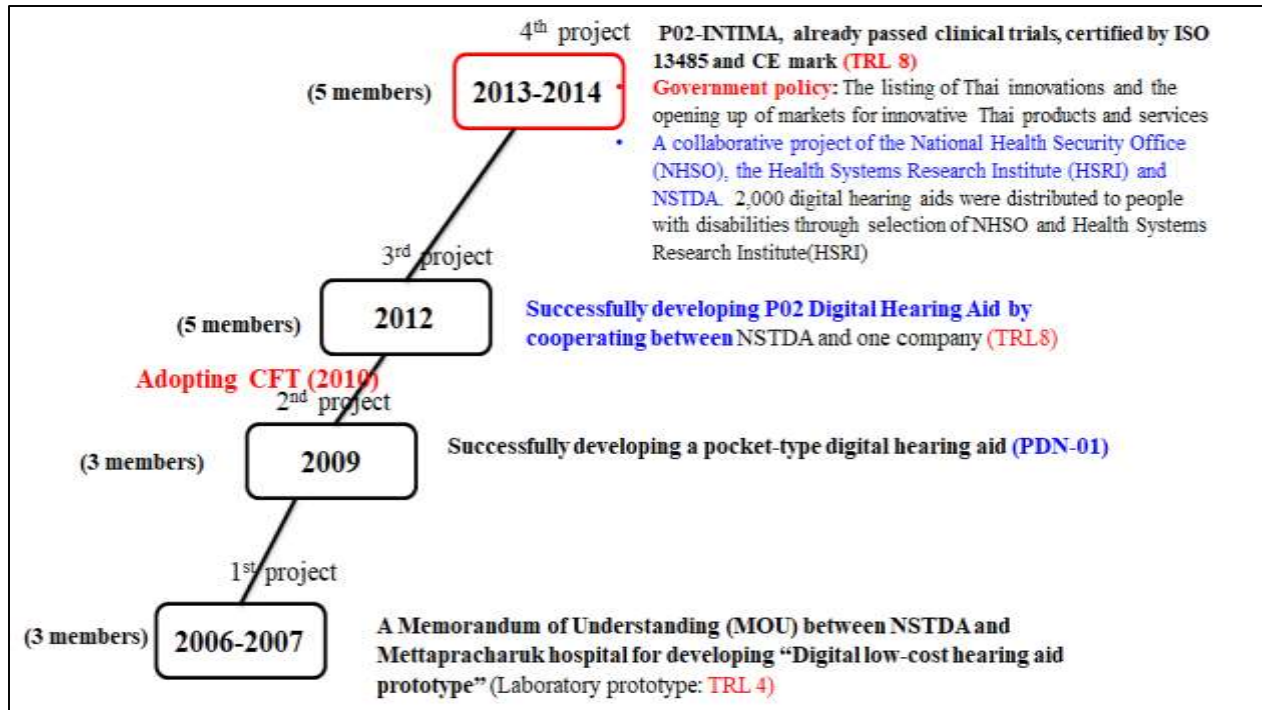 4th project
(5 members)
2013-2014
P02-INTIMA, already passed clinical trials, certified by ISO
13485 and CE mark (TRL 8)
• Government policy: The listing of Thai innovations and the
opening up of markets for innovative Thai products and services
• A collaborative project of the National Health Security Office
(NHSO), the Health Systems Research Institute (HSRI) and
NSTDA. 2,000 digital hearing aids were distributed to people
with disabilities through selection of NHSO and Health Systems
Research Institute(HSRI)
3rd project
(5 members)
2012
Successfully developing P02 Digital Hearing Aid by
cooperating between NSTDA and one company (TRL8)
Adopting CFT (2010)
2nd project
(3 members)
2009
Successfully developing a pocket-type digital hearing aid (PDN-01)
1st project
(3 members)
2006-2007
A Memorandum of Understanding (MOU) between NSTDA and
Mettapracharuk hospital for developing “Digital low-cost hearing aid
prototype” (Laboratory prototype: TRL 4)